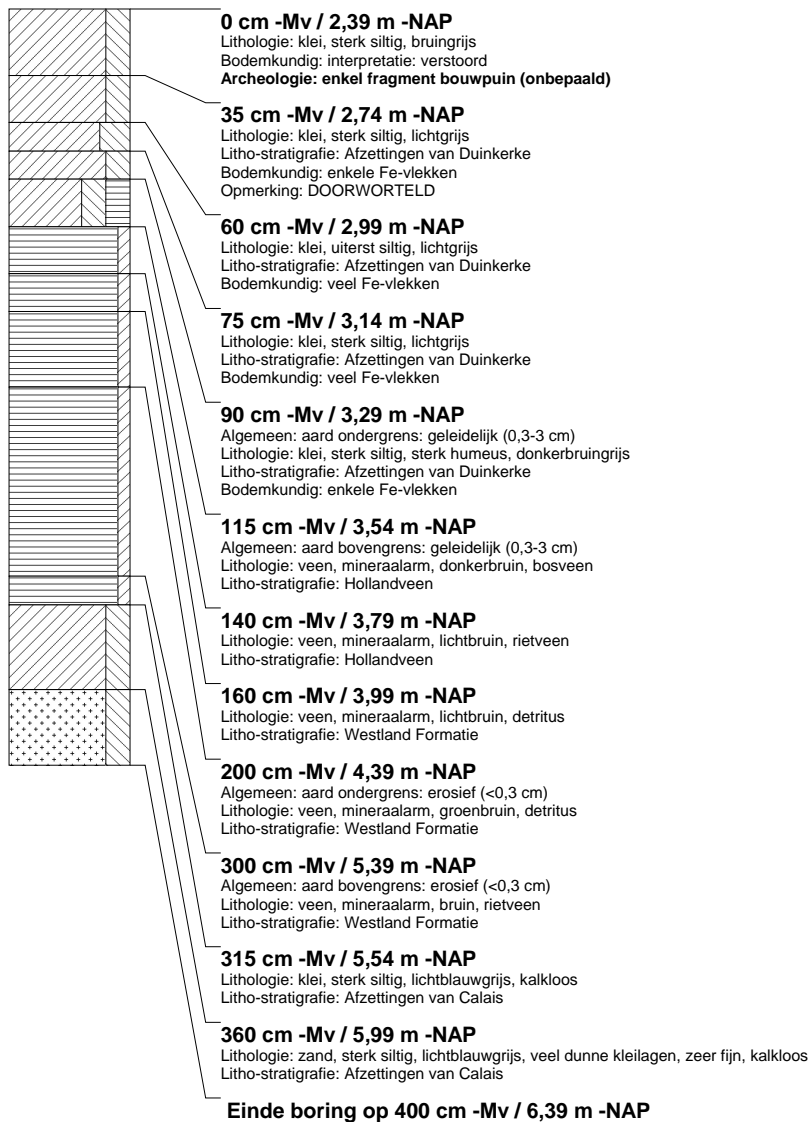 0 cm -Mv / 2,39 m -NAP
Lithologie: klei, sterk siltig, bruingrijs
Bodemkundig: interpretatie: verstoord
Archeologie: enkel fragment bouwpuin (onbepaald)
35 cm -Mv / 2,74 m -NAP
Lithologie: klei, sterk siltig, lichtgrijs
Litho-stratigrafie: Afzettingen van Duinkerke
Bodemkundig: enkele Fe-vlekken
Opmerking: DOORWORTELD
60 cm -Mv / 2,99 m -NAP
Lithologie: klei, uiterst siltig, lichtgrijs
Litho-stratigrafie: Afzettingen van Duinkerke
Bodemkundig: veel Fe-vlekken
75 cm -Mv / 3,14 m -NAP
Lithologie: klei, sterk siltig, lichtgrijs
Litho-stratigrafie: Afzettingen van Duinkerke
Bodemkundig: veel Fe-vlekken
90 cm -Mv / 3,29 m -NAP
Algemeen: aard ondergrens: geleidelijk (0,3-3 cm)
Lithologie: klei, sterk siltig, sterk humeus, donkerbruingrijs
Litho-stratigrafie: Afzettingen van Duinkerke
Bodemkundig: enkele Fe-vlekken
115 cm -Mv / 3,54 m -NAP
Algemeen: aard bovengrens: geleidelijk (0,3-3 cm)
Lithologie: veen, mineraalarm, donkerbruin, bosveen
Litho-stratigrafie: Hollandveen
140 cm -Mv / 3,79 m -NAP
Lithologie: veen, mineraalarm, lichtbruin, rietveen
Litho-stratigrafie: Hollandveen
160 cm -Mv / 3,99 m -NAP
Lithologie: veen, mineraalarm, lichtbruin, detritus
Litho-stratigrafie: Westland Formatie
200 cm -Mv / 4,39 m -NAP
Algemeen: aard ondergrens: erosief (<0,3 cm)
Lithologie: veen, mineraalarm, groenbruin, detritus
Litho-stratigrafie: Westland Formatie
300 cm -Mv / 5,39 m -NAP
Algemeen: aard bovengrens: erosief (<0,3 cm)
Lithologie: veen, mineraalarm, bruin, rietveen
Litho-stratigrafie: Westland Formatie
315 cm -Mv / 5,54 m -NAP
Lithologie: klei, sterk siltig, lichtblauwgrijs, kalkloos
Litho-stratigrafie: Afzettingen van Calais
360 cm -Mv / 5,99 m -NAP
Lithologie: zand, sterk siltig, lichtblauwgrijs, veel dunne kleilagen, zeer fijn, kalkloos
Litho-stratigrafie: Afzettingen van Calais
Einde boring op 400 cm -Mv / 6,39 m -NAP